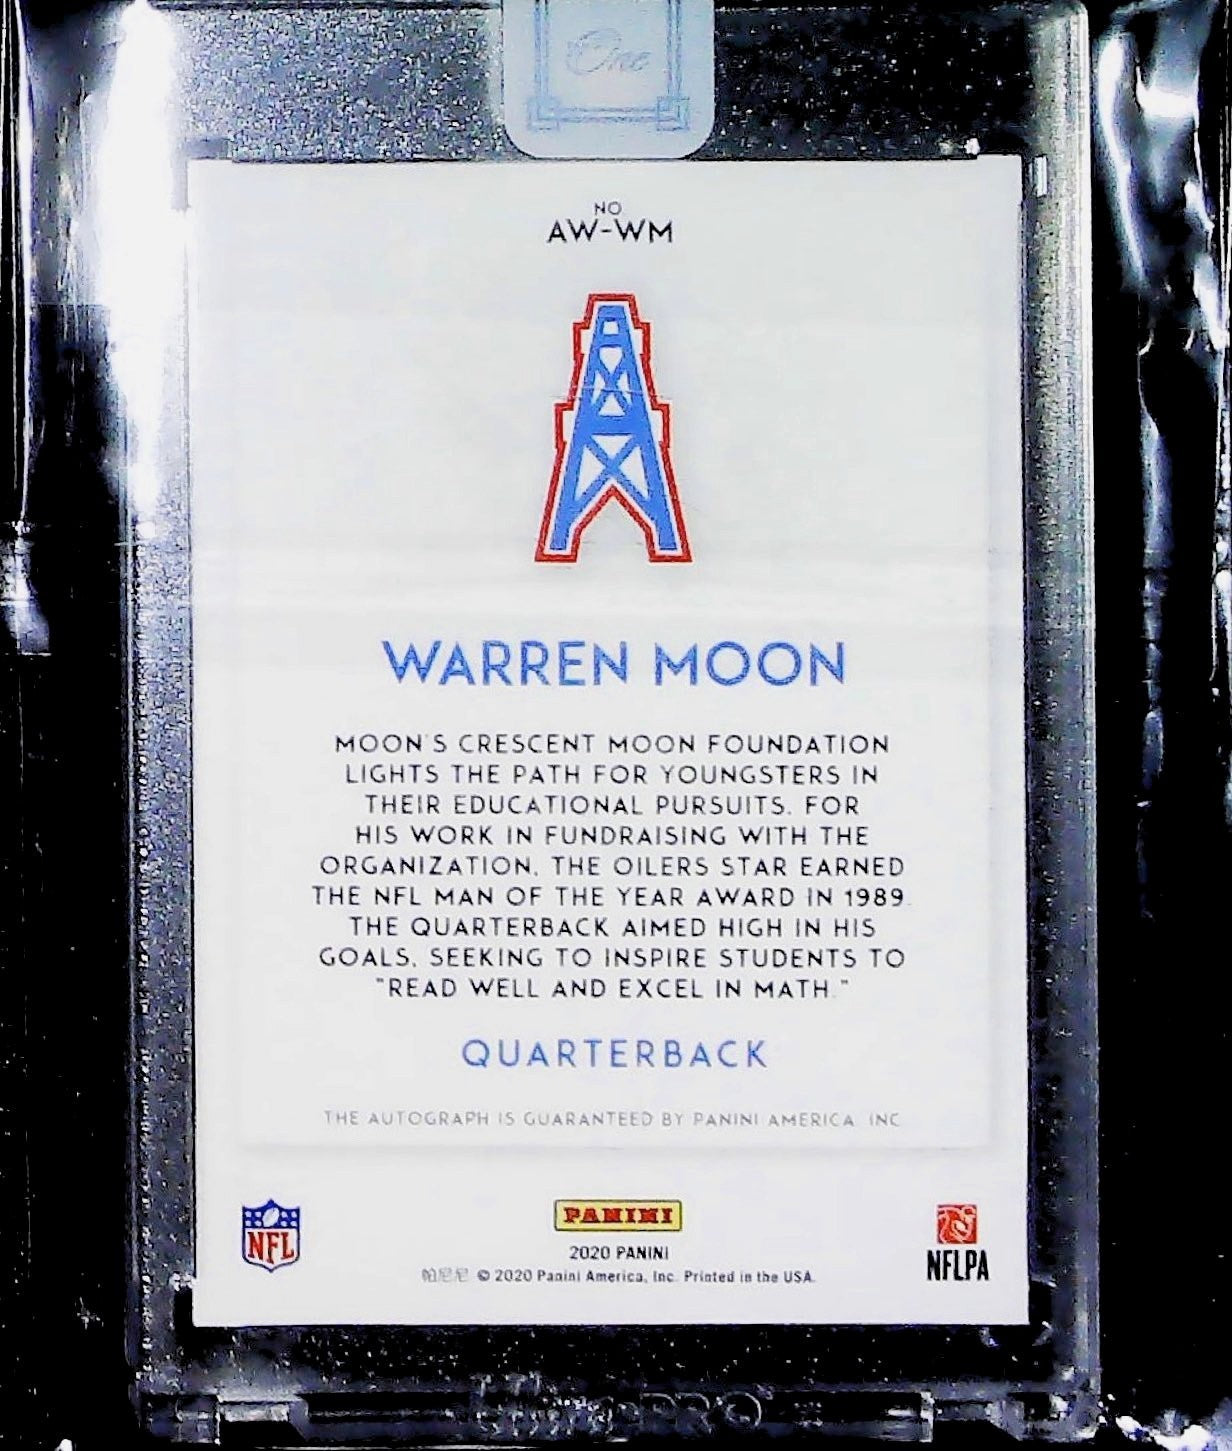 One
NO
AW-WM
WARREN MOON
MOON'S CRESCENT MOON FOUNDATION
LIGHTS THE PATH FOR YOUNGSTERS IN
THEIR EDUCATIONAL PURSUITS. FOR
HIS WORK IN FUNDRAISING WITH THE
ORGANIZATION, THE OILERS STAR EARNED
THE NFL MAN OF THE YEAR AWARD IN 1989.
THE QUARTERBACK AIMED HIGH IN HIS
GOALS, SEEKING TO INSPIRE STUDENTS TO
"READ WELL AND EXCEL IN MATH."
QUARTERBACK
THE AUTOGRAPH IS GUARANTEED BY PANINI AMERICA, INC.
NFL
PANINI
2020 PANINI
帕尼尼 © 2020 Panini America, Inc. Printed in the USA.
NFLPA